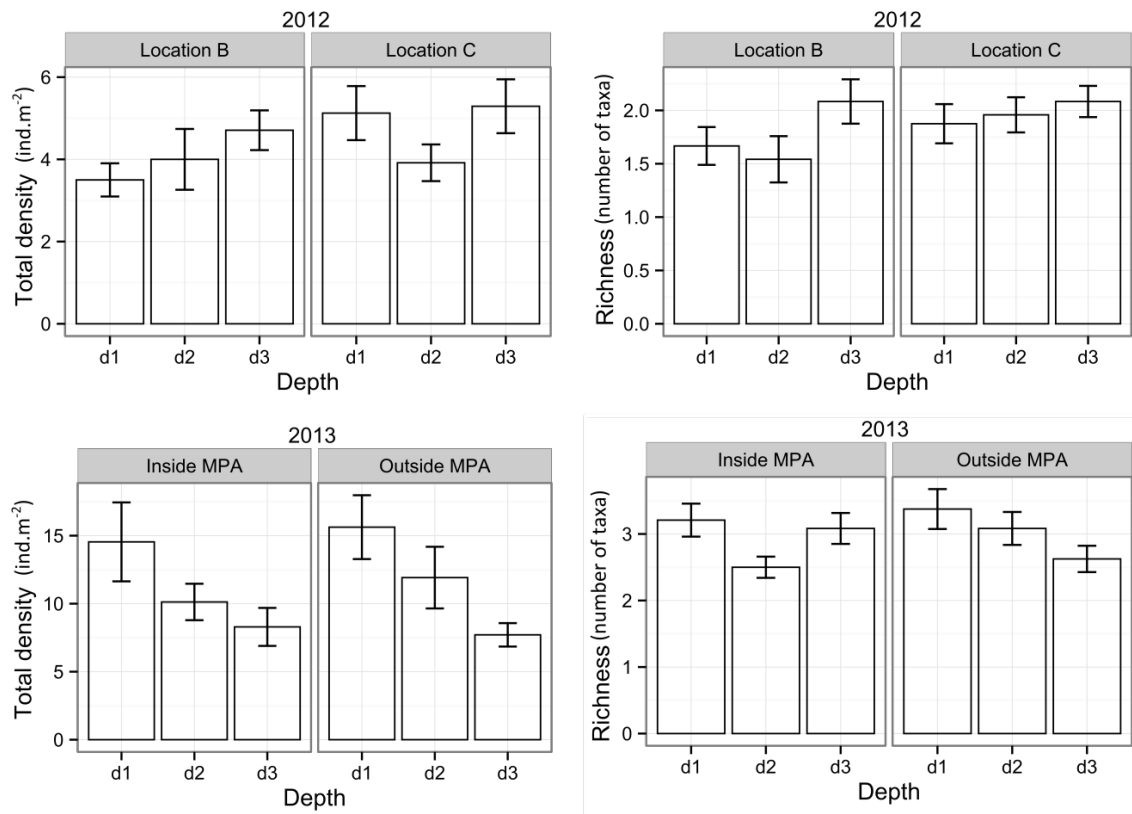 2012
Location B Location C
Total density (ind.m-2)
6
4
2
0
d1 d2 d3 d1 d2 d3
Depth
2012
Location B Location C
Richness (number of taxa)
2.0
1.5
1.0
0.5
0.0
d1 d2 d3 d1 d2 d3
Depth
2013
Inside MPA Outside MPA
Total density (ind.m-2)
15
10
5
0
d1 d2 d3 d1 d2 d3
Depth
2013
Inside MPA Outside MPA
Richness (number of taxa)
3
2
1
0
d1 d2 d3 d1 d2 d3
Depth